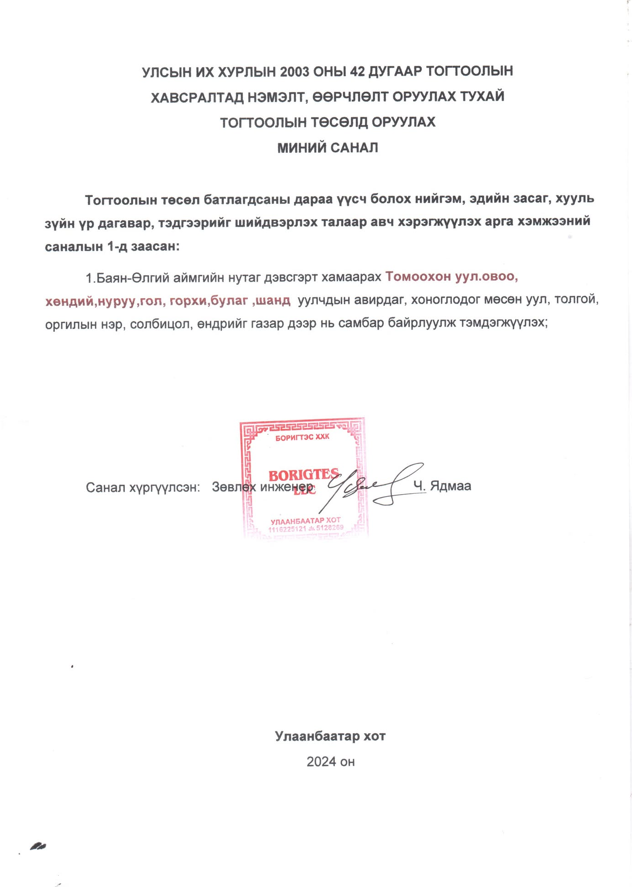 УЛСЫН ИХ ХУРЛЫН 2003 ОНЫ 42 ДУГААР ТОГТООЛЫН
ХАВСРАЛТАД НЭМЭЛТ, ӨӨРЧЛӨЛТ ОРУУЛАХ ТУХАЙ
ТОГТООЛЫН ТӨСӨЛД ОРУУЛАХ
МИНИЙ САНАЛ
Тогтоолын төсөл батлагдсаны дараа үүсч болох нийгэм, эдийн засаг, хууль
зүйн үр дагавар, тэдгээрийг шийдвэрлэх талаар авч хэрэгжүүлэх арга хэмжээний
саналын 1-д заасан:
1.Баян-Өлгий аймгийн нутаг дэвсгэрт хамаарах Томоохон уул.овоо,
хөндий,нуруу,гол, горхи,булаг ,шанд уулчдын авирдаг, хоноглодог мөсөн уул, толгой,
оргилын нэр, солбицол, өндрийг газар дээр нь самбар байрлуулж тэмдэгжүүлэх;
БОРИГТЭС ХХК
BORIGTES
LLC
Санал хүргүүлсэн: Зөвлөх инженер Ч. Ядмаа
УЛААНБААТАР ХОТ
Улаанбаатар хот
2024 он